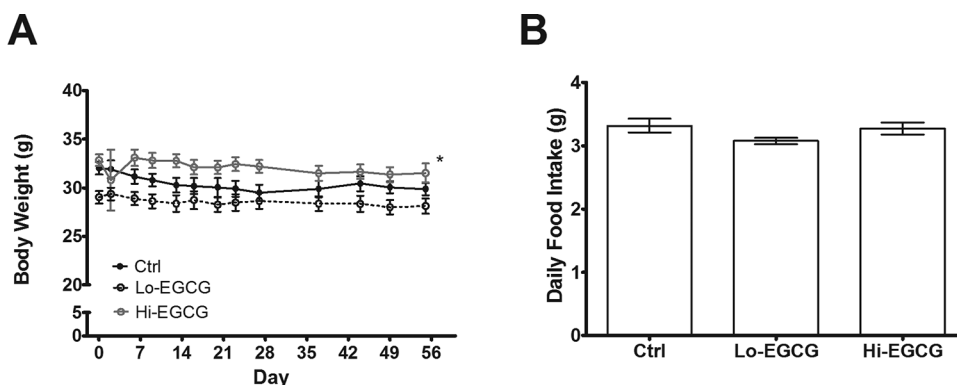 A
Body Weight (g)
40
35
30
25
20
5
0
Ctrl
Lo-EGCG
Hi-EGCG
*
0 7 14 21 28 35 42 49 56
Day
B
Daily Food Intake (g)
4
3
2
1
0
Ctrl Lo-EGCG Hi-EGCG